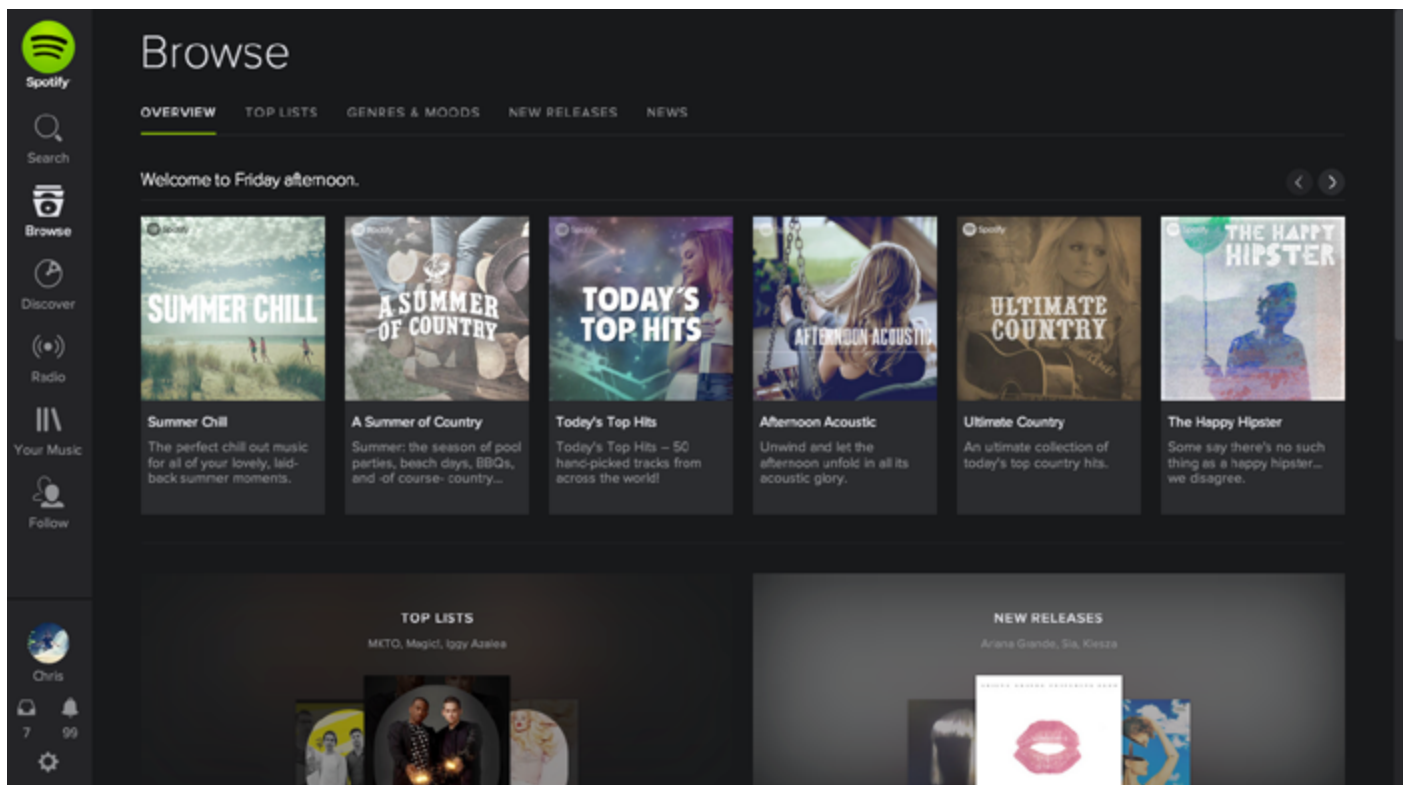 Spotify
Search
Browse
Discover
Radio
Your Music
Follow
Chris
7 99
Browse
OVERVIEW TOP LISTS GENRES & MOODS NEW RELEASES NEWS
Welcome to Friday afternoon.
Spotify
SUMMER CHILL
Summer Chill
The perfect chill out music
for all of your lovely, laid-
back summer moments.
Spotify
A SUMMER
OF COUNTRY
A Summer of Country
Summer: the season of pool
parties, beach days, BBQs,
and -of course- country...
Spotify
TODAY'S
TOP HITS
Today's Top Hits
Today's Top Hits – 50
hand-picked tracks from
across the world!
Spotify
AFTERNOON ACOUSTIC
Afternoon Acoustic
Unwind and let the
afternoon unfold in all its
acoustic glory.
Spotify
ULTIMATE
COUNTRY
Ultimate Country
An ultimate collection of
today's top country hits.
Spotify
THE HAPPY
HIPSTER
The Happy Hipster
Some say there's no such
thing as a happy hipster...
we disagree.
TOP LISTS
MKTO, Magic!, Iggy Azalea
NEW RELEASES
Ariana Grande, Sia, Kiesza